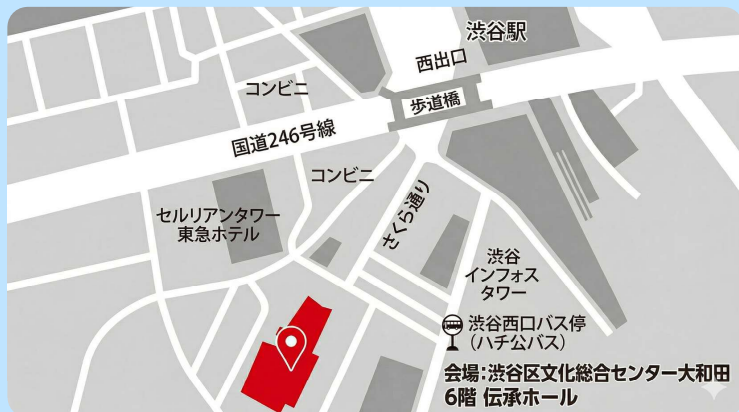 渋谷駅
西出口
コンビニ
歩道橋
国道246号線
コンビニ
セルリアンタワー
東急ホテル
さくら通り
渋谷
インフォス
タワー
渋谷西口バス停
（ハチ公バス）
会場：渋谷区文化総合センター大和田
6階 伝承ホール